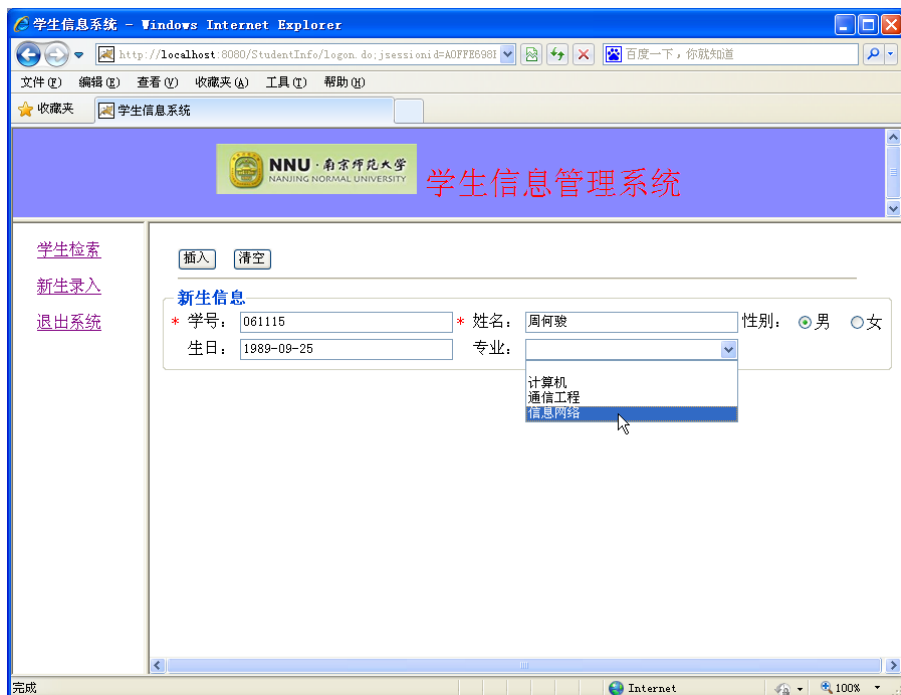 学生信息系统 - Windows Internet Explorer
http://localhost:8080/StudentInfo/logon.do;jsessionid=A0FFE698
百度一下，你就知道
文件(F) 编辑(E) 查看(V) 收藏夹(A) 工具(T) 帮助(H)
收藏夹 学生信息系统
NNU·南京师范大学
NANJING NORMAL UNIVERSITY
学生信息管理系统
学生检索
新生录入
退出系统
插入 清空
新生信息
* 学号： 061115 * 姓名： 周何骏 性别： 男 女
生日： 1989-09-25 专业：
计算机
通信工程
信息网络
完成 Internet 100%